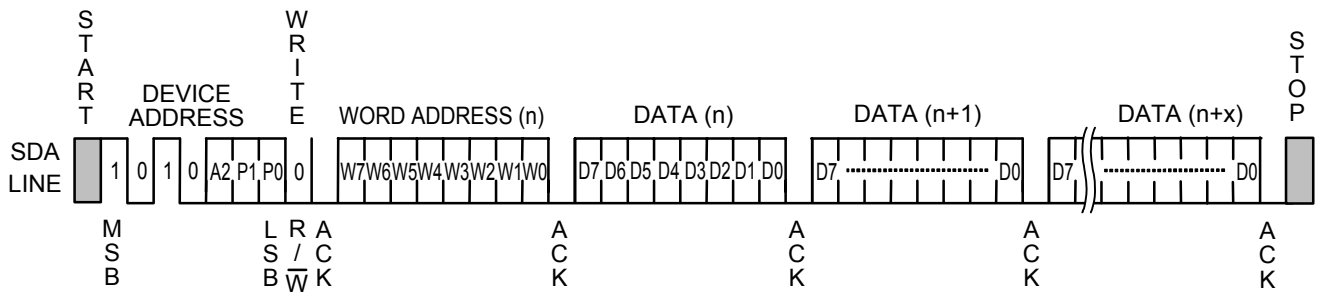 START
WRITE
STOP
DEVICE
ADDRESS
WORD ADDRESS (n)
DATA (n)
DATA (n+1)
DATA (n+x)
SDA
LINE
1 0 1 0 A2 P1 P0 0 W7 W6 W5 W4 W3 W2 W1 W0 D7 D6 D5 D4 D3 D2 D1 D0 D7 D0 D7 D0
MSB
LSB
R/W̅
ACK
ACK
ACK
ACK
ACK